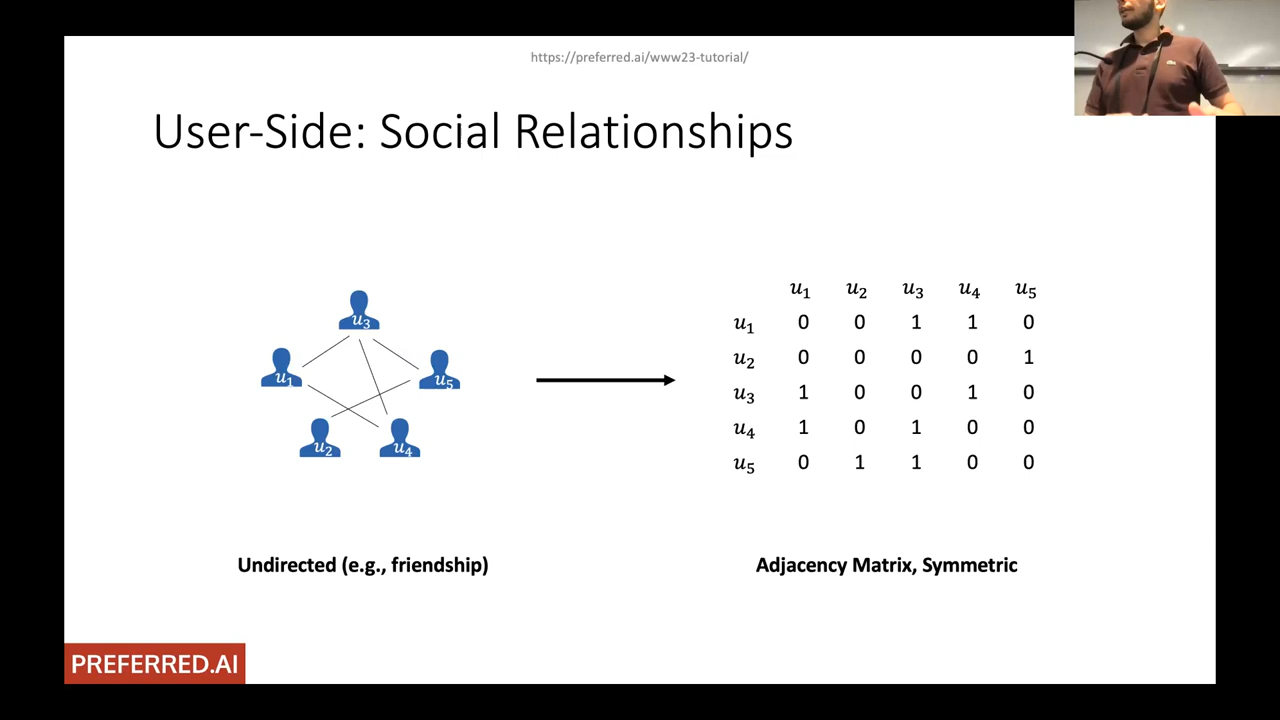 https://preferred.ai/www23-tutorial/
User-Side: Social Relationships
u₃
u₁
u₅
u₂
u₄
u₁ u₂ u₃ u₄ u₅
u₁ 0 0 1 1 0
u₂ 0 0 0 0 1
u₃ 1 0 0 1 0
u₄ 1 0 1 0 0
u₅ 0 1 1 0 0
Undirected (e.g., friendship)
Adjacency Matrix, Symmetric
PREFERRED.AI